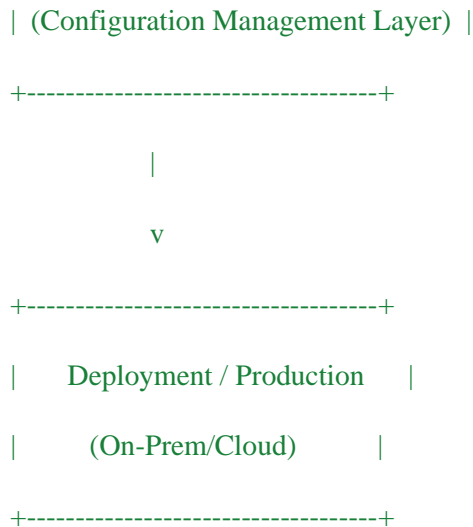 | (Configuration Management Layer) |
+------------------------------------+
|
v
+------------------------------------+
| Deployment / Production |
| (On-Prem/Cloud) |
+------------------------------------+